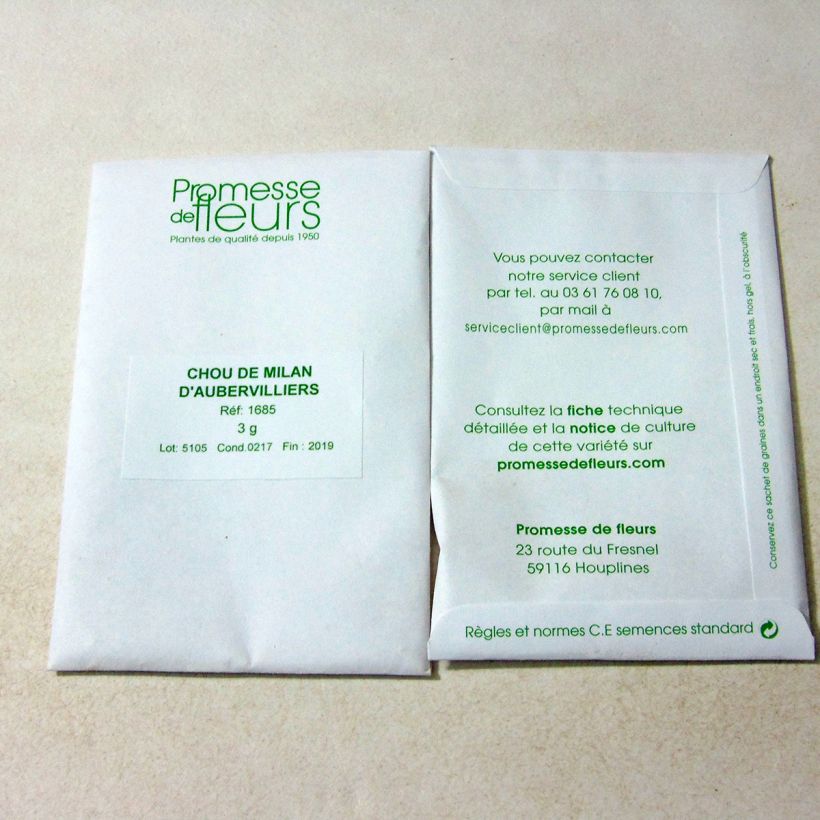 Promesse
de fleurs
Plantes de qualité depuis 1950
CHOU DE MILAN
D'AUBERVILLIERS
Réf: 1685
3 g
Lot: 5105 Cond.0217 Fin : 2019
Vous pouvez contacter
notre service client
par tel. au 03 61 76 08 10,
par mail à
serviceclient@promessedefleurs.com
Consultez la fiche technique
détaillée et la notice de culture
de cette variété sur
promessedefleurs.com
Promesse de fleurs
23 route du Fresnel
59116 Houplines
Règles et normes C.E semences standard
Conservez ce sachet de graines dans un endroit sec et frais, hors gel, à l'obscurité